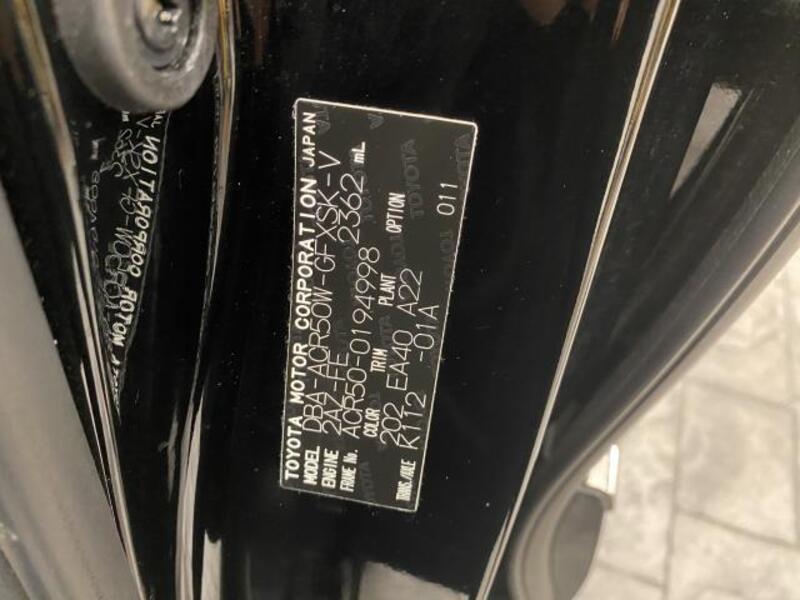 TOYOTA MOTOR CORPORATION JAPAN
MODEL DBA-ACR50W-GFXSK-V
ENGINE 2AZ-FE 2362 mL
FRAME No. ACR50-0194998
COLOR TRIM PLANT OPTION
202 EA40 A22
TRANS./AXLE K112 -01A 011